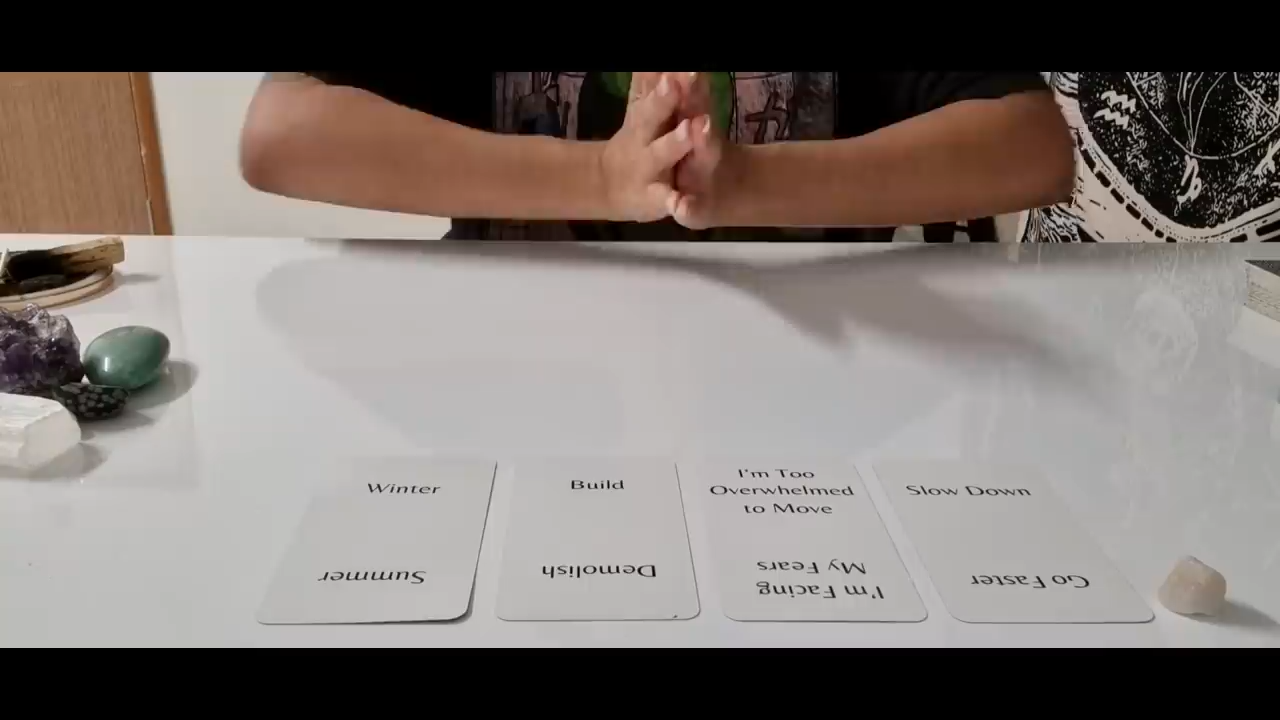 Winter
Summer
Build
Demolish
I'm Too
Overwhelmed
to Move
I'm Facing
My Fears
Slow Down
Go Faster